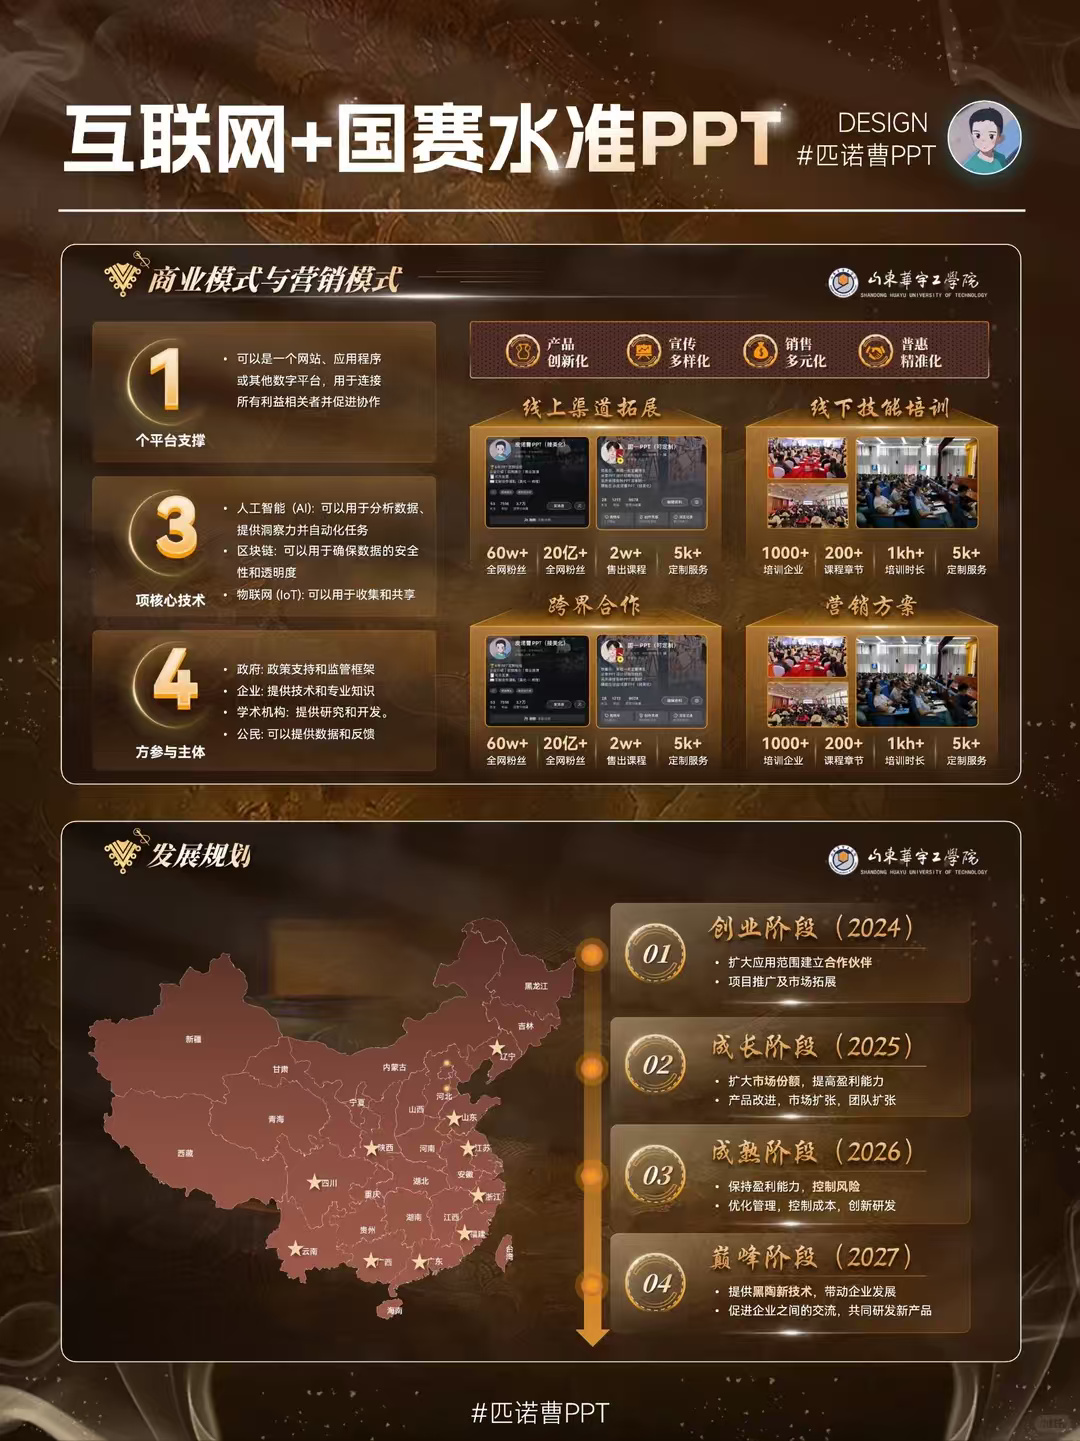 互联网+国赛水准PPT
DESIGN
#匹诺曹PPT
商业模式与营销模式
山東華宇工學院
SHANDONG HUAYU UNIVERSITY OF TECHNOLOGY
1
个平台支撑
• 可以是一个网站、应用程序
或其他数字平台，用于连接
所有利益相关者并促进协作
3
项核心技术
• 人工智能 (AI): 可以用于分析数据、
提供洞察力并自动化任务
• 区块链: 可以用于确保数据的安全
性和透明度
• 物联网 (IoT): 可以用于收集和共享
4
方参与主体
• 政府: 政策支持和监管框架
• 企业: 提供技术和专业知识
• 学术机构: 提供研究和开发。
• 公民: 可以提供数据和反馈
产品
创新化
宣传
多样化
销售
多元化
普惠
精准化
线上渠道拓展
60w+ 20亿+ 2w+ 5k+
全网粉丝 全网粉丝 售出课程 定制服务
线下技能培训
1000+ 200+ 1kh+ 5k+
培训企业 课程章节 培训时长 定制服务
跨界合作
60w+ 20亿+ 2w+ 5k+
全网粉丝 全网粉丝 售出课程 定制服务
营销方案
1000+ 200+ 1kh+ 5k+
培训企业 课程章节 培训时长 定制服务
发展规划
山東華宇工學院
SHANDONG HUAYU UNIVERSITY OF TECHNOLOGY
黑龙江
吉林
辽宁
新疆
甘肃
内蒙古
河北
宁夏
山西
山东
青海
陕西
河南
江苏
西藏
四川
湖北
安徽
重庆
浙江
贵州
湖南
江西
福建
云南
广西
广东
台湾
海南
01
创业阶段（2024）
• 扩大应用范围建立合作伙伴
• 项目推广及市场拓展
02
成长阶段（2025）
• 扩大市场份额，提高盈利能力
• 产品改进，市场扩张，团队扩张
03
成熟阶段（2026）
• 保持盈利能力，控制风险
• 优化管理，控制成本，创新研发
04
巅峰阶段（2027）
• 提供黑陶新技术，带动企业发展
• 促进企业之间的交流，共同研发新产品
#匹诺曹PPT